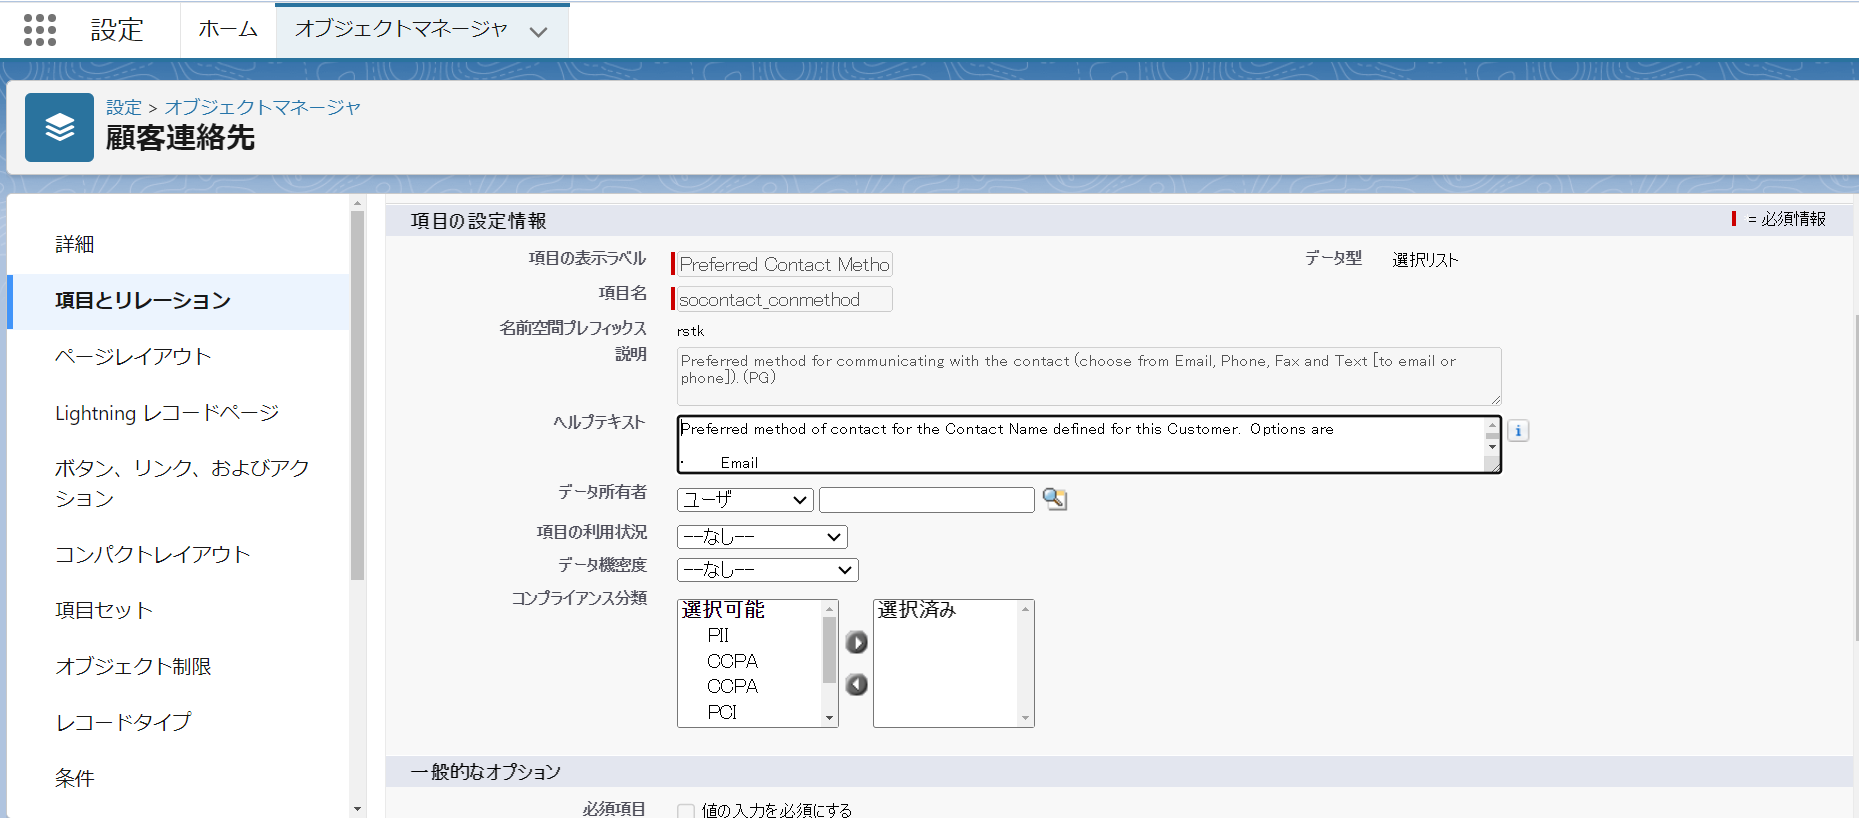 設定
ホーム
オブジェクトマネージャ
設定 > オブジェクトマネージャ
顧客連絡先
詳細
項目とリレーション
ページレイアウト
Lightning レコードページ
ボタン、リンク、およびアク
ション
コンパクトレイアウト
項目セット
オブジェクト制限
レコードタイプ
条件
項目の設定情報
= 必須情報
項目の表示ラベル
Preferred Contact Metho
データ型
選択リスト
項目名
socontact_conmethod
名前空間プレフィックス
rstk
説明
Preferred method for communicating with the contact (choose from Email, Phone, Fax and Text [to email or
phone]). (PG)
ヘルプテキスト
Preferred method of contact for the Contact Name defined for this Customer.  Options are
· Email
データ所有者
ユーザ
項目の利用状況
--なし--
データ機密度
--なし--
コンプライアンス分類
選択可能
PII
CCPA
CCPA
PCI
選択済み
一般的なオプション
必須項目
値の入力を必須にする